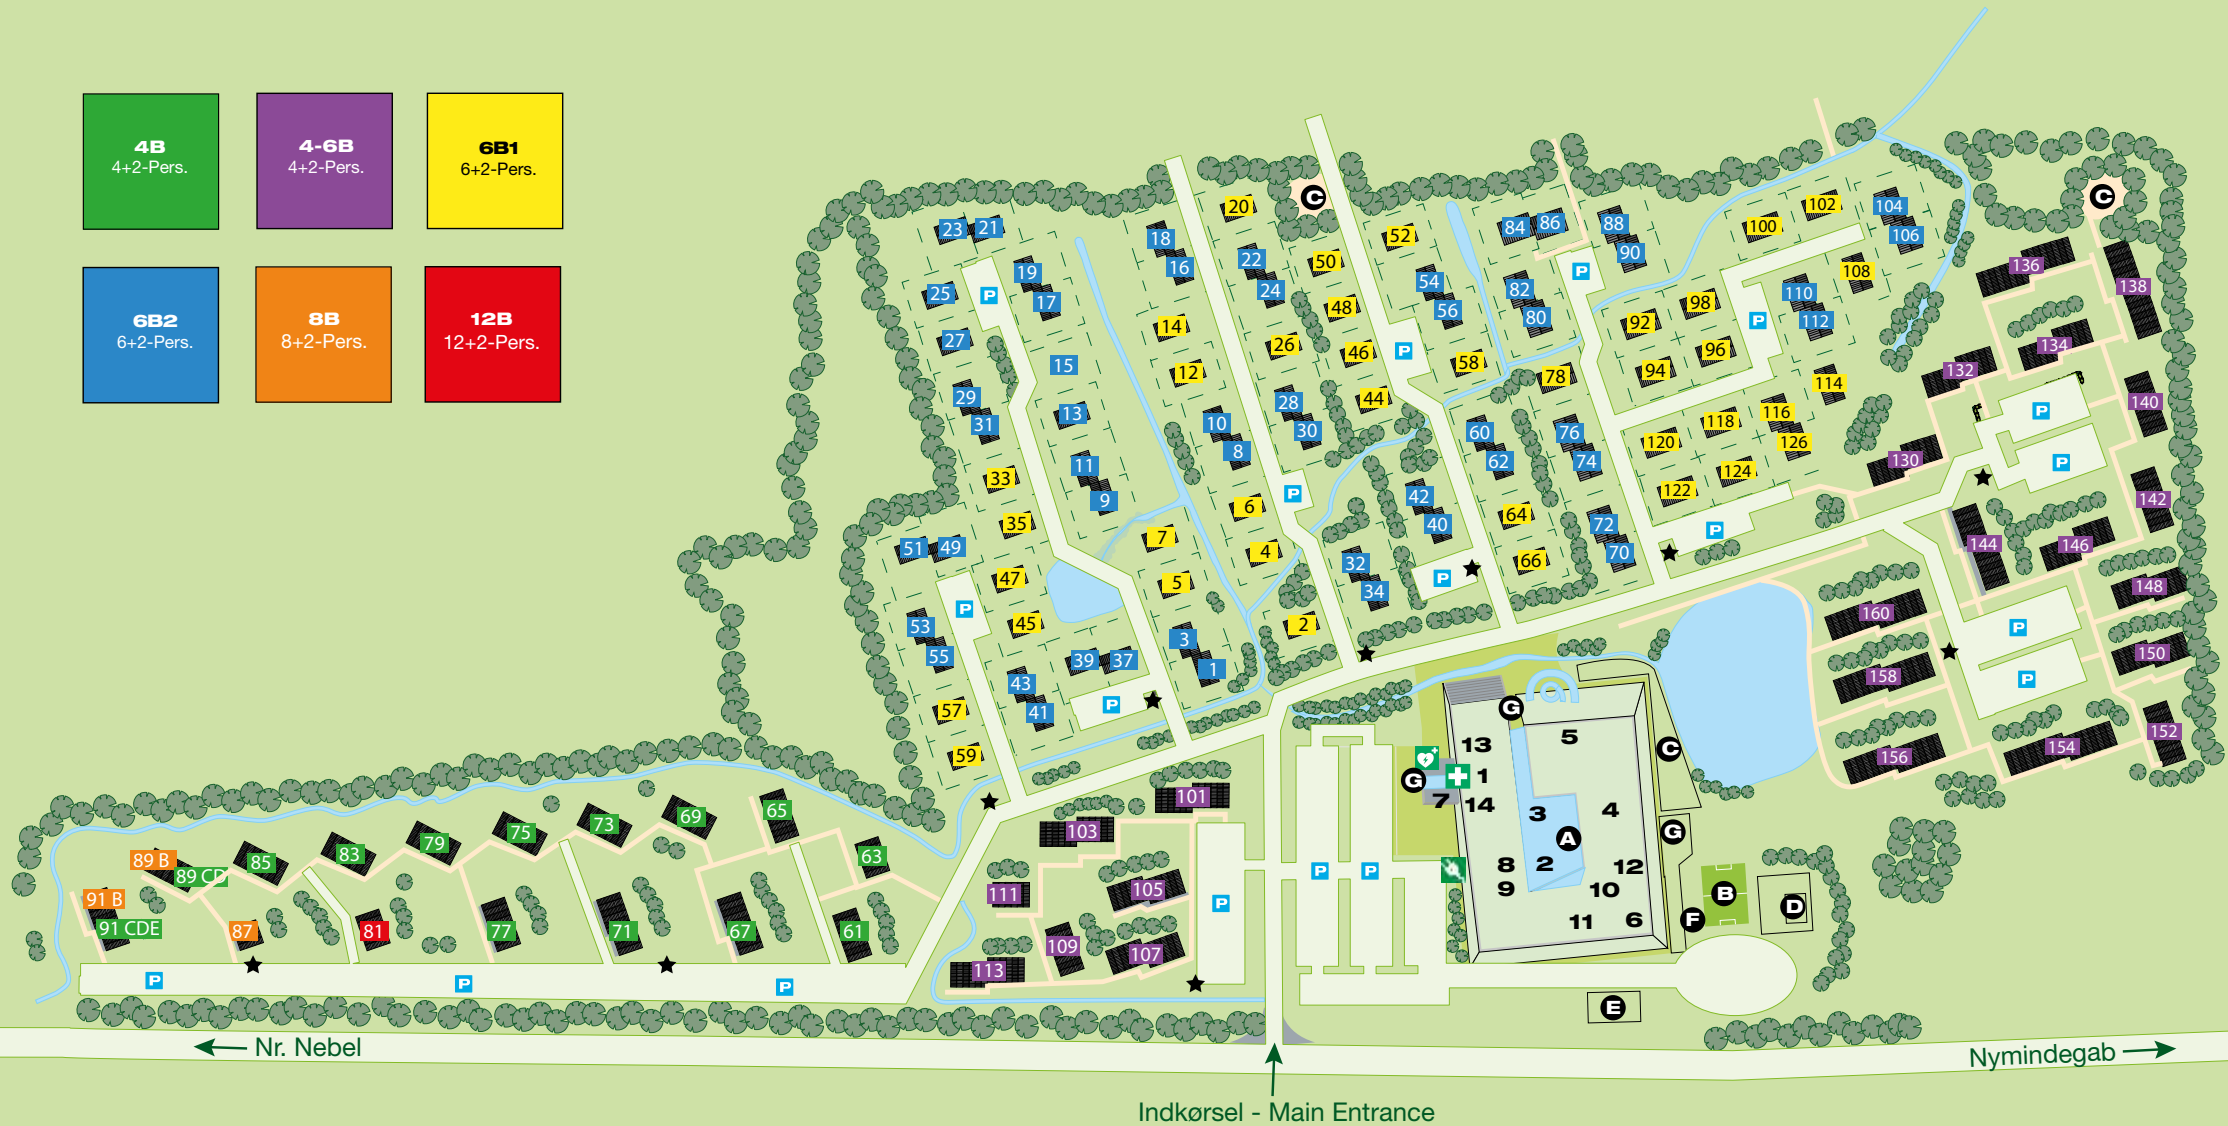 4B
4+2-Pers.
4-6B
4+2-Pers.
6B1
6+2-Pers.
6B2
6+2-Pers.
8B
8+2-Pers.
12B
12+2-Pers.
C
C
20
102
104
18
52
84 86
88
100
106
23 21
16
22
50
90
19
24
54
82
P
98
108
136
138
25
P
17
48
56
80
92
110
112
P
14
27
26
46
P
58
96
134
15
12
28
44
78
94
114
132
29
13
10
30
60
76
118
116
P
140
31
8
62
74
120
126
11
124
130
P
33
9
6
P
42
64
122
142
35
7
40
72
P
51 49
4
32
66
70
144
146
47
5
34
P
148
P
53
45
2
160
P
55
3
39 37
1
150
43
158
P
41
P
57
G
152
59
13
5
C
156
154
1
G
7
14
101
65
3
4
69
73
103
A
G
75
79
83
63
89 B
85
8
2
12
89 CD
P
P
91 B
111
105
P
9
10
B
D
91 CDE
87
81
77
71
67
61
109
107
11
6
F
113
P
P
P
E
Nr. Nebel
Nymindegab
Indkørsel - Main Entrance